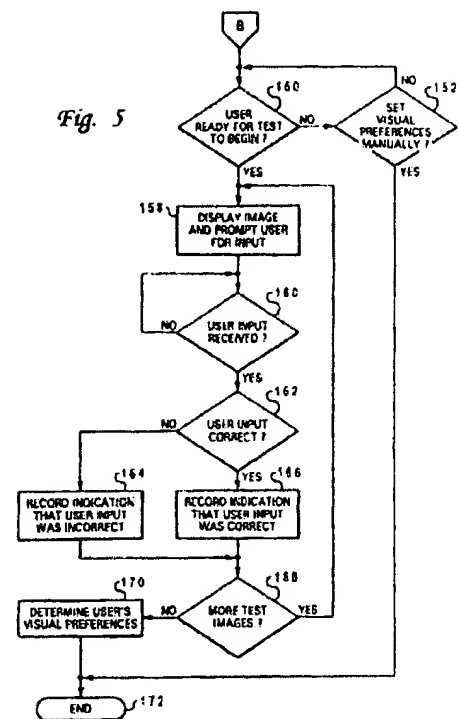 B
Fig. 5
160
USER
READY FOR TEST
TO BEGIN ?
NO
YES
152
SET
VISUAL
PREFERENCES
MANUALLY ?
NO
YES
158
DISPLAY IMAGE
AND PROMPT USER
FOR INPUT
160
USER INPUT
RECEIVED ?
NO
YES
162
USER INPUT
CORRECT ?
NO
YES
164
RECORD INDICATION
THAT USER INPUT
WAS INCORRECT
166
RECORD INDICATION
THAT USER INPUT
WAS CORRECT
170
DETERMINE USER'S
VISUAL PREFERENCES
188
MORE TEST
IMAGES ?
NO
YES
END
172